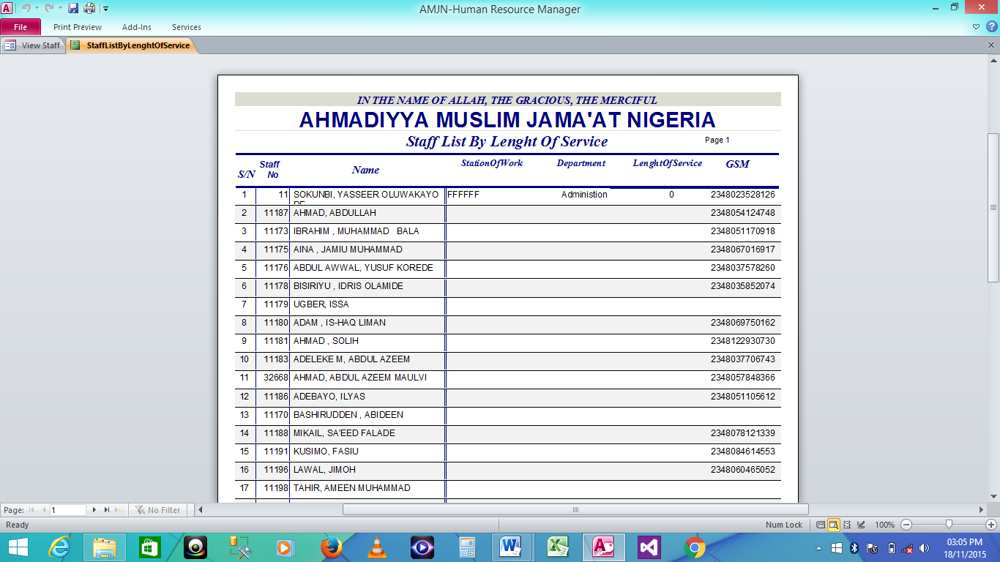 AMJN-Human Resource Manager
File Print Preview Add-Ins Services
View Staff StaffListByLenghtOfService
IN THE NAME OF ALLAH, THE GRACIOUS, THE MERCIFUL
AHMADIYYA MUSLIM JAMA'AT NIGERIA
Staff List By Lenght Of Service Page 1
S/N Staff No Name StationOfWork Department LenghtOfService GSM
1 11 SOKUNBI, YASSEER OLUWAKAYO FFFFFF Administion 0 2348023528126
2 11187 AHMAD, ABDULLAH 2348054124748
3 11173 IBRAHIM , MUHAMMAD BALA 2348051170918
4 11175 AINA , JAMIU MUHAMMAD 2348067016917
5 11176 ABDUL AWWAL, YUSUF KOREDE 2348037578260
6 11178 BISIRIYU , IDRIS OLAMIDE 2348035852074
7 11179 UGBER, ISSA
8 11180 ADAM , IS-HAQ LIMAN 2348069750162
9 11181 AHMAD , SOLIH 2348122930730
10 11183 ADELEKE M, ABDUL AZEEM 2348037706743
11 32668 AHMAD, ABDUL AZEEM MAULVI 2348057848366
12 11186 ADEBAYO, ILYAS 2348051105612
13 11170 BASHIRUDDEN , ABIDEEN
14 11188 MIKAIL, SA'EED FALADE 2348078121339
15 11191 KUSIMO, FASIU 2348084614553
16 11196 LAWAL, JIMOH 2348060465052
17 11198 TAHIR, AMEEN MUHAMMAD
Page: 1 No Filter
Ready Num Lock 100%
03:05 PM
18/11/2015